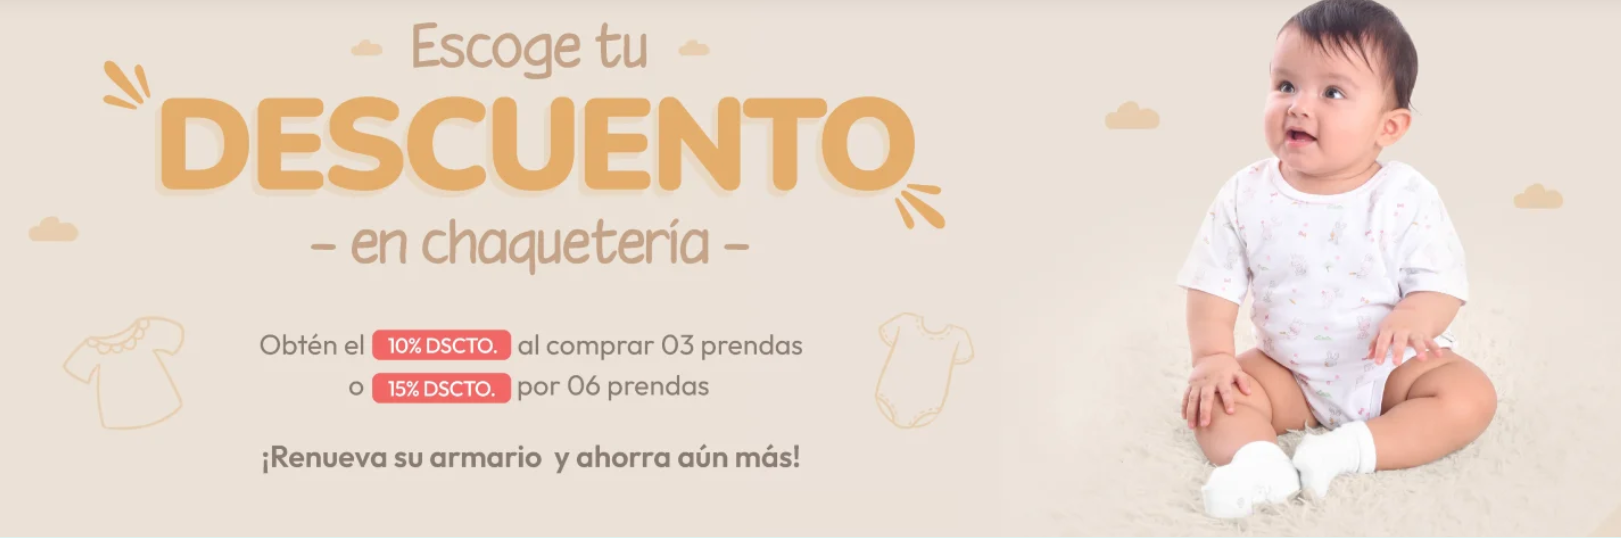 Escoge tu
DESCUENTO
- en chaquetería -
Obtén el 10% DSCTO. al comprar 03 prendas
o 15% DSCTO. por 06 prendas
¡Renueva su armario y ahorra aún más!